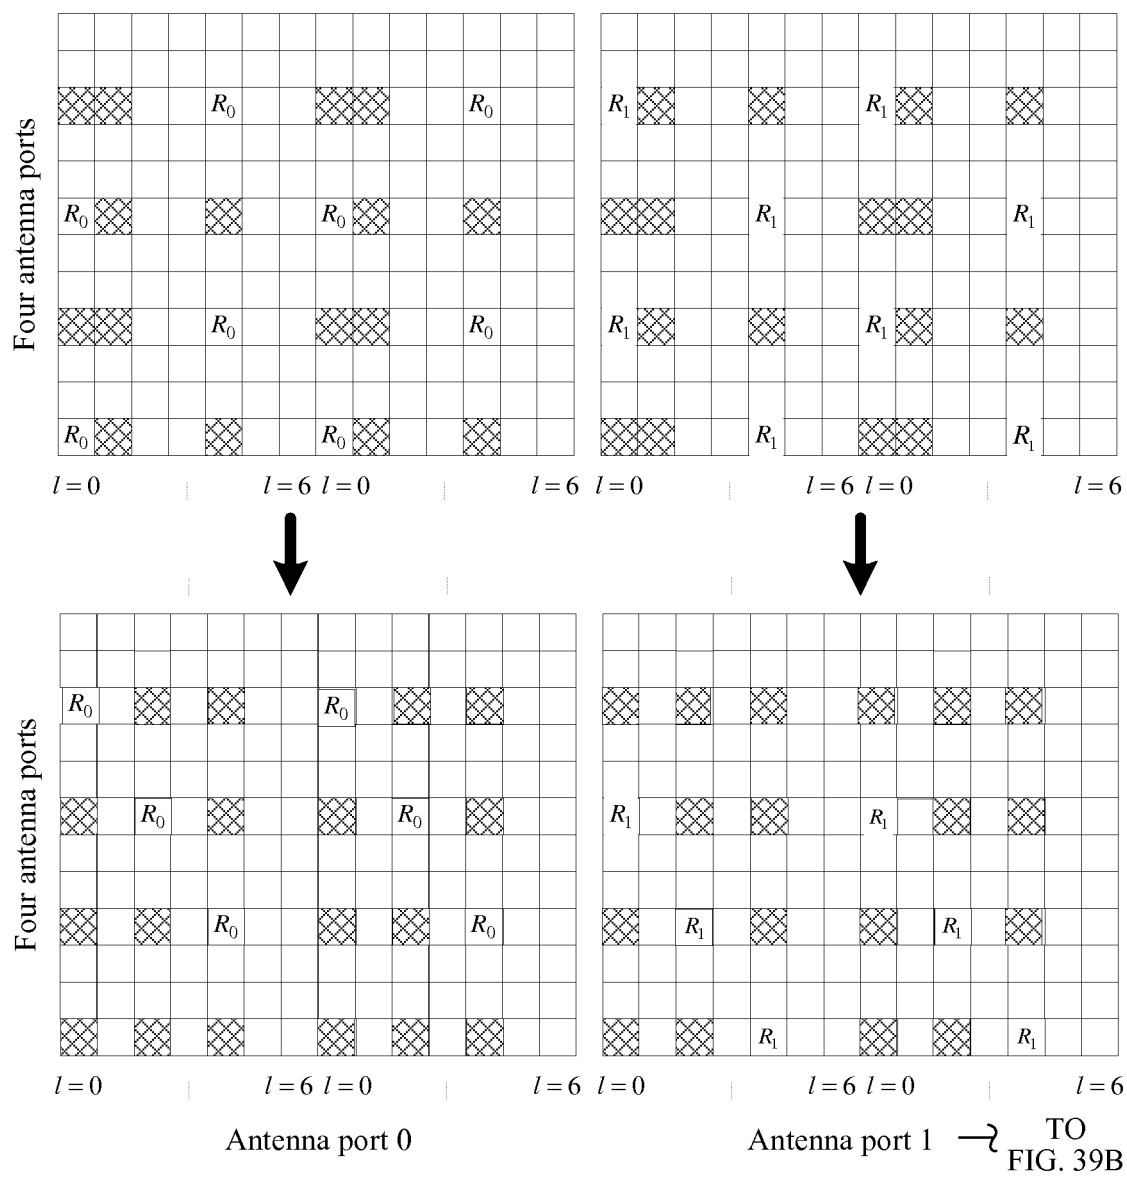 Four antenna ports
R0 R0
R0 R0
R0 R0
R0 R0
l=0 l=6 l=0 l=6
R1 R1
R1 R1
R1 R1
R1 R1
l=0 l=6 l=0 l=6
Four antenna ports
R0 R0
R0 R0
R0 R0
l=0 l=6 l=0 l=6
Antenna port 0
R1 R1
R1 R1
R1 R1
l=0 l=6 l=0 l=6
Antenna port 1
TO
FIG. 39B